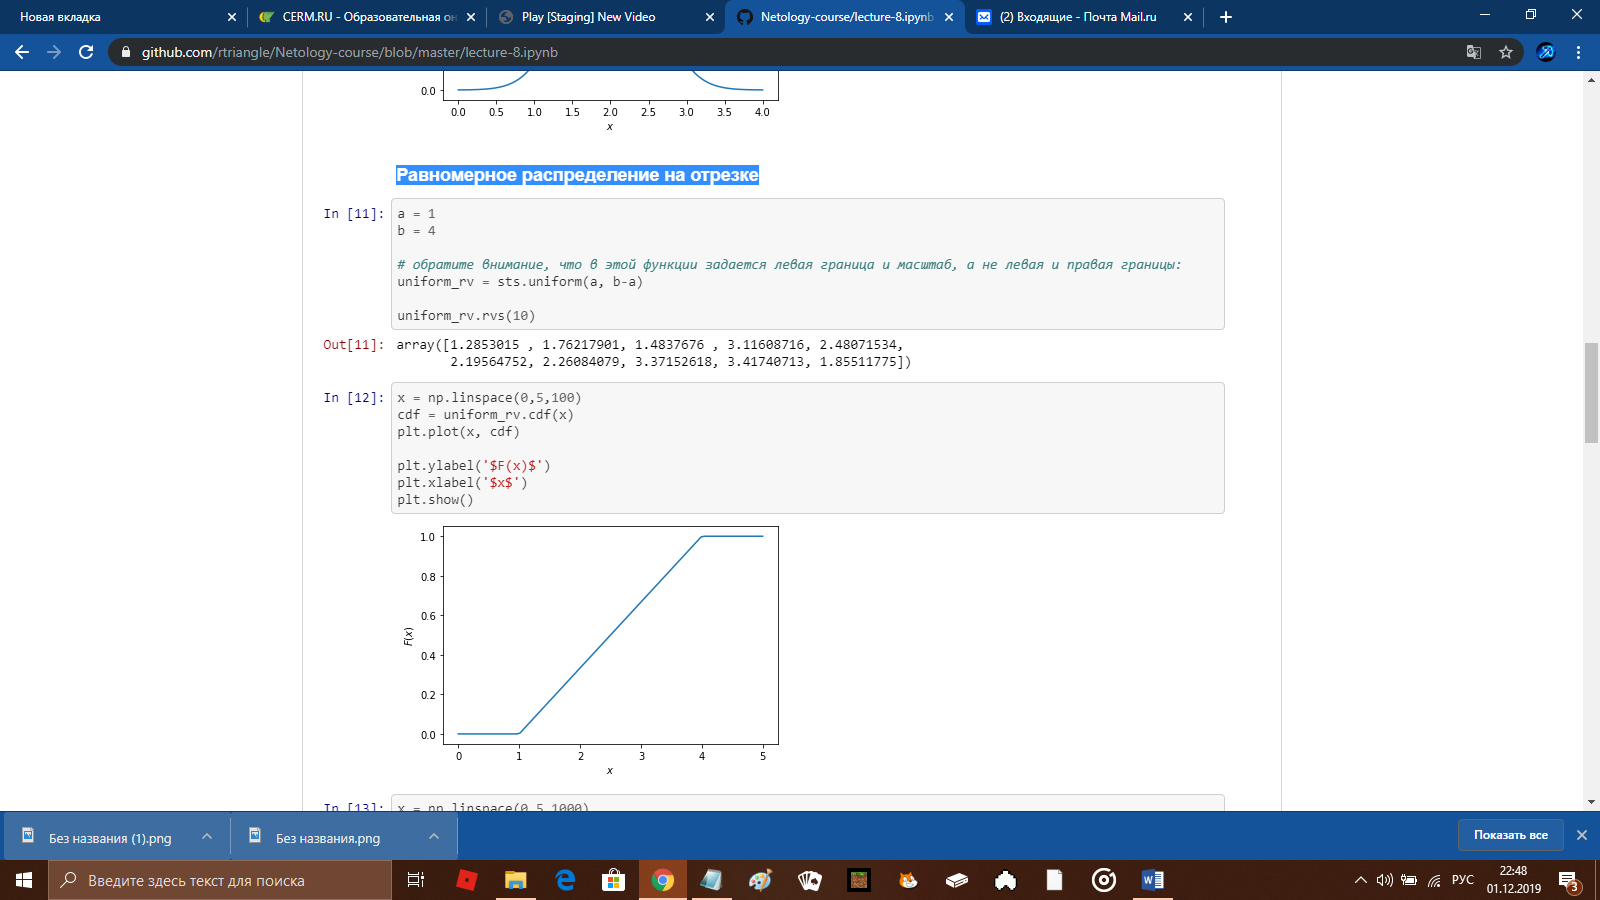 Новая вкладка
CERM.RU - Образовательная он
Play [Staging] New Video
Netology-course/lecture-8.ipynb
(2) Входящие - Почта Mail.ru
github.com/rtriangle/Netology-course/blob/master/lecture-8.ipynb
0.0
0.0 0.5 1.0 1.5 2.0 2.5 3.0 3.5 4.0
x
Равномерное распределение на отрезке
In [11]:
a = 1
b = 4
# обратите внимание, что в этой функции задается левая граница и масштаб, а не левая и правая границы:
uniform_rv = sts.uniform(a, b-a)
uniform_rv.rvs(10)
Out[11]: array([1.2853015 , 1.76217901, 1.4837676 , 3.11608716, 2.48071534,
2.19564752, 2.26084079, 3.37152618, 3.41740713, 1.85511775])
In [12]:
x = np.linspace(0,5,100)
cdf = uniform_rv.cdf(x)
plt.plot(x, cdf)
plt.ylabel('$F(x)$')
plt.xlabel('$x$')
plt.show()
1.0
0.8
0.6
F(x)
0.4
0.2
0.0
0 1 2 3 4 5
x
In [13]: x = np.linspace(0,5,1000)
Без названия (1).png
Без названия.png
Показать все
Введите здесь текст для поиска
РУС
22:48
01.12.2019
3